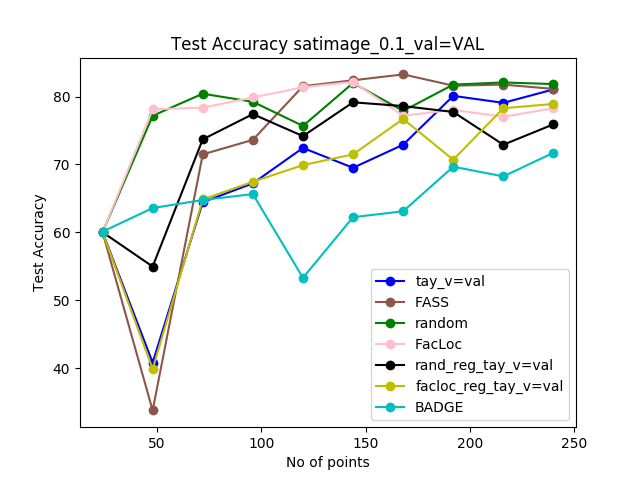 Test Accuracy satimage_0.1_val=VAL
Test Accuracy
80
70
60
50
40
50
100
150
200
250
No of points
tay_v=val
FASS
random
FacLoc
rand_reg_tay_v=val
facloc_reg_tay_v=val
BADGE